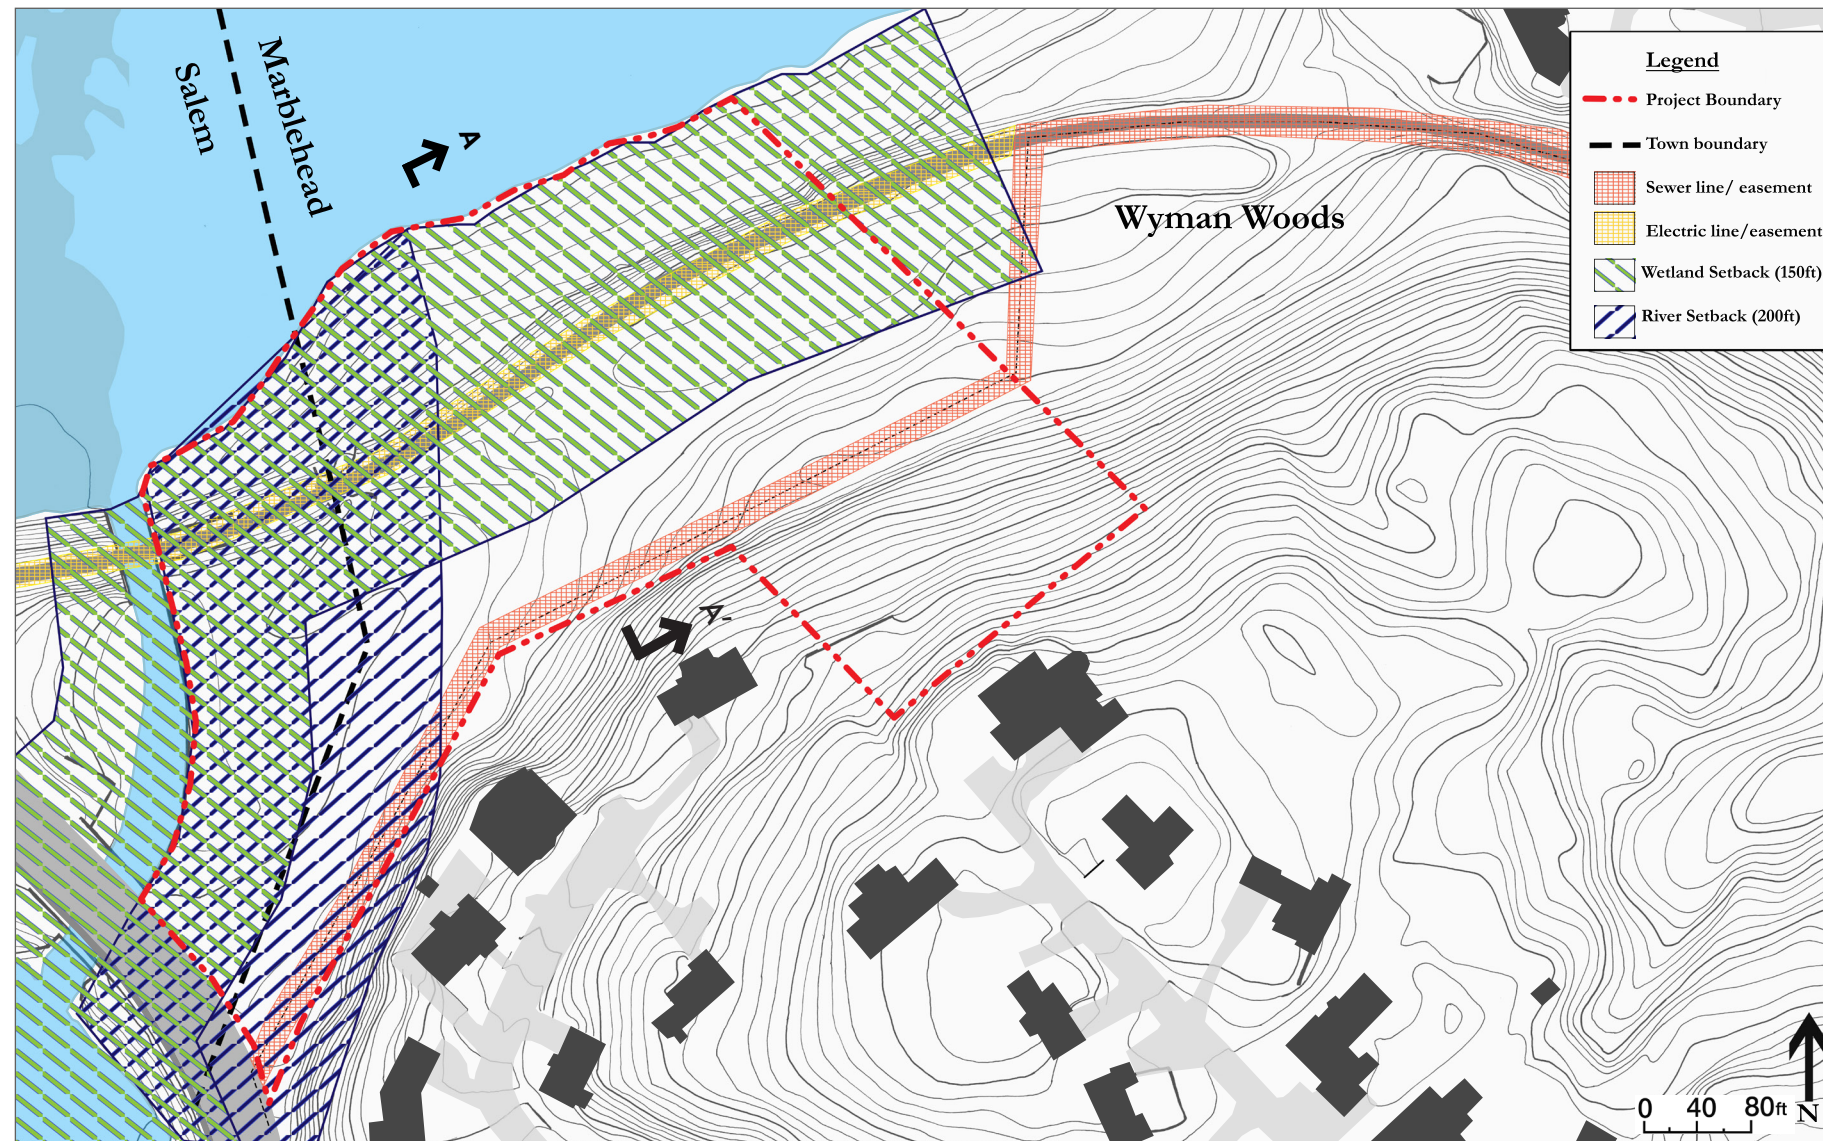 Marblehead
Salem
A
Wyman Woods
A-
Legend
Project Boundary
Town boundary
Sewer line/ easement
Electric line/easement
Wetland Setback (150ft)
River Setback (200ft)
0 40 80ft
N